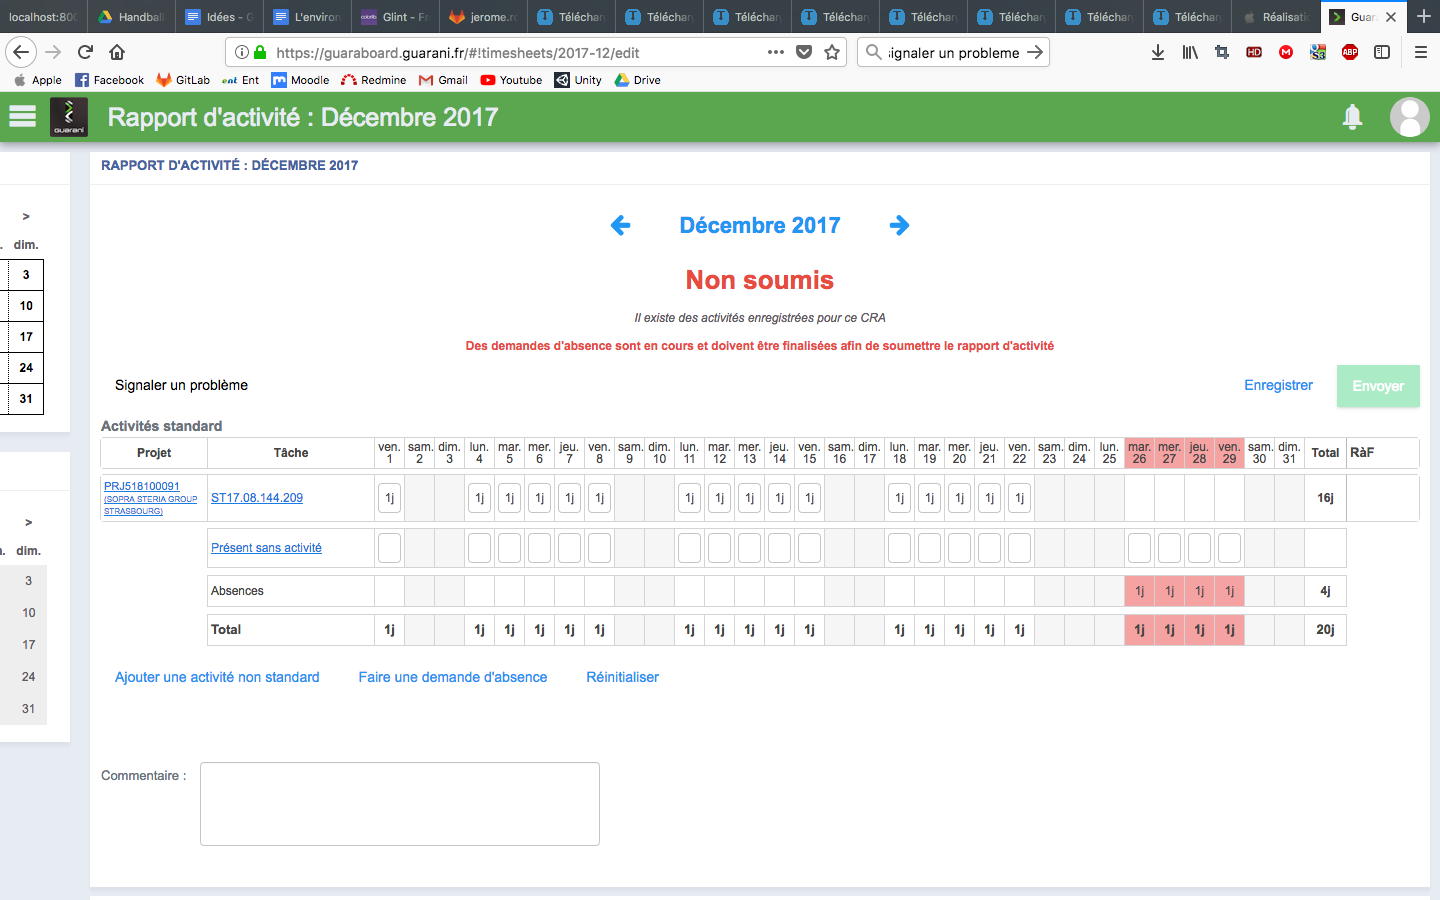 localhost:800
Handball
Idées - G
L'environ
Glint - Fr
jerome.ro
Téléchar
Téléchar
Téléchar
Téléchar
Téléchar
Téléchar
Téléchar
Téléchar
Réalisatio
Guara
https://guaraboard.guarani.fr/#!timesheets/2017-12/edit
signaler un probleme
Apple Facebook GitLab Ent Moodle Redmine Gmail Youtube Unity Drive
GUARANI
Rapport d'activité : Décembre 2017
RAPPORT D'ACTIVITÉ : DÉCEMBRE 2017
>
. dim.
3
10
17
24
31
>
. dim.
3
10
17
24
31
Décembre 2017
Non soumis
Il existe des activités enregistrées pour ce CRA
Des demandes d'absence sont en cours et doivent être finalisées afin de soumettre le rapport d'activité
Signaler un problème
Enregistrer
Envoyer
Activités standard
Projet Tâche ven. 1 sam. 2 dim. 3 lun. 4 mar. 5 mer. 6 jeu. 7 ven. 8 sam. 9 dim. 10 lun. 11 mar. 12 mer. 13 jeu. 14 ven. 15 sam. 16 dim. 17 lun. 18 mar. 19 mer. 20 jeu. 21 ven. 22 sam. 23 dim. 24 lun. 25 mar. 26 mer. 27 jeu. 28 ven. 29 sam. 30 dim. 31 Total RàF
PRJ518100091
(SOPRA STERIA GROUP
STRASBOURG)
ST17.08.144.209 1j 1j 1j 1j 1j 1j 1j 1j 1j 1j 1j 1j 1j 1j 1j 1j 16j
Présent sans activité
Absences 1j 1j 1j 1j 4j
Total 1j 1j 1j 1j 1j 1j 1j 1j 1j 1j 1j 1j 1j 1j 1j 1j 1j 1j 1j 1j 20j
Ajouter une activité non standard
Faire une demande d'absence
Réinitialiser
Commentaire :